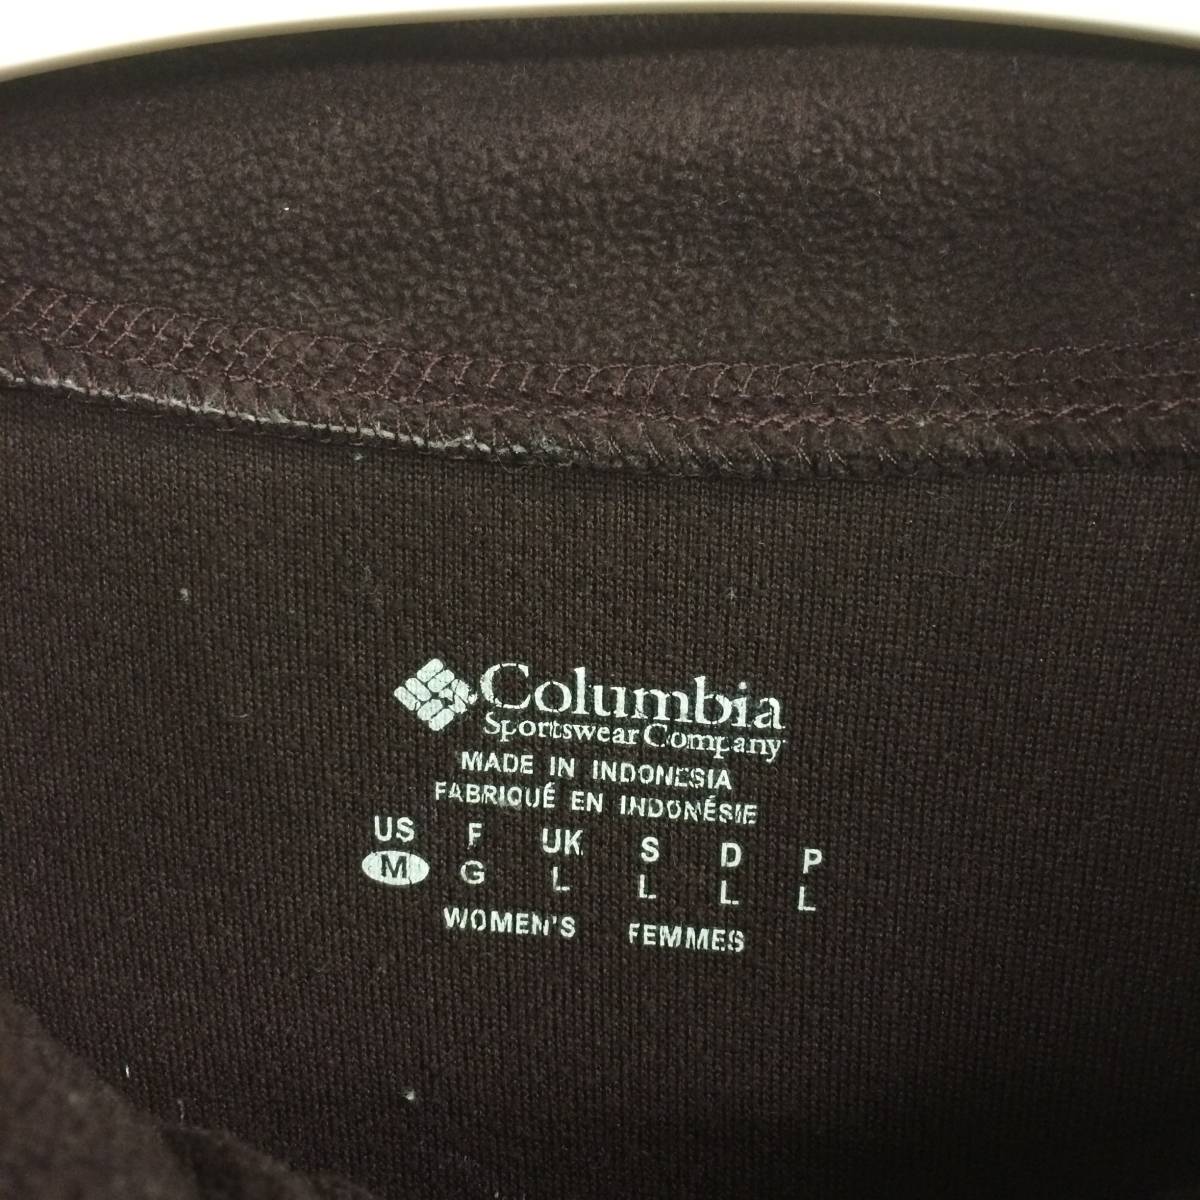 Columbia
Sportswear Company
MADE IN INDONESIA
FABRIQUÉ EN INDONÉSIE
US F UK S D P
M G L L L L
WOMEN'S FEMMES